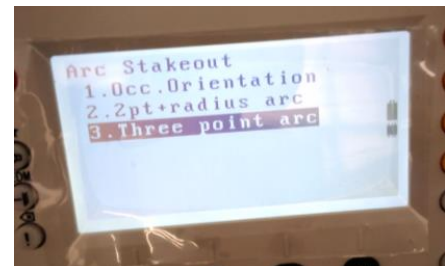 Arc Stakeout
1.Occ.Orientation
2.2pt+radius arc
3.Three point arc